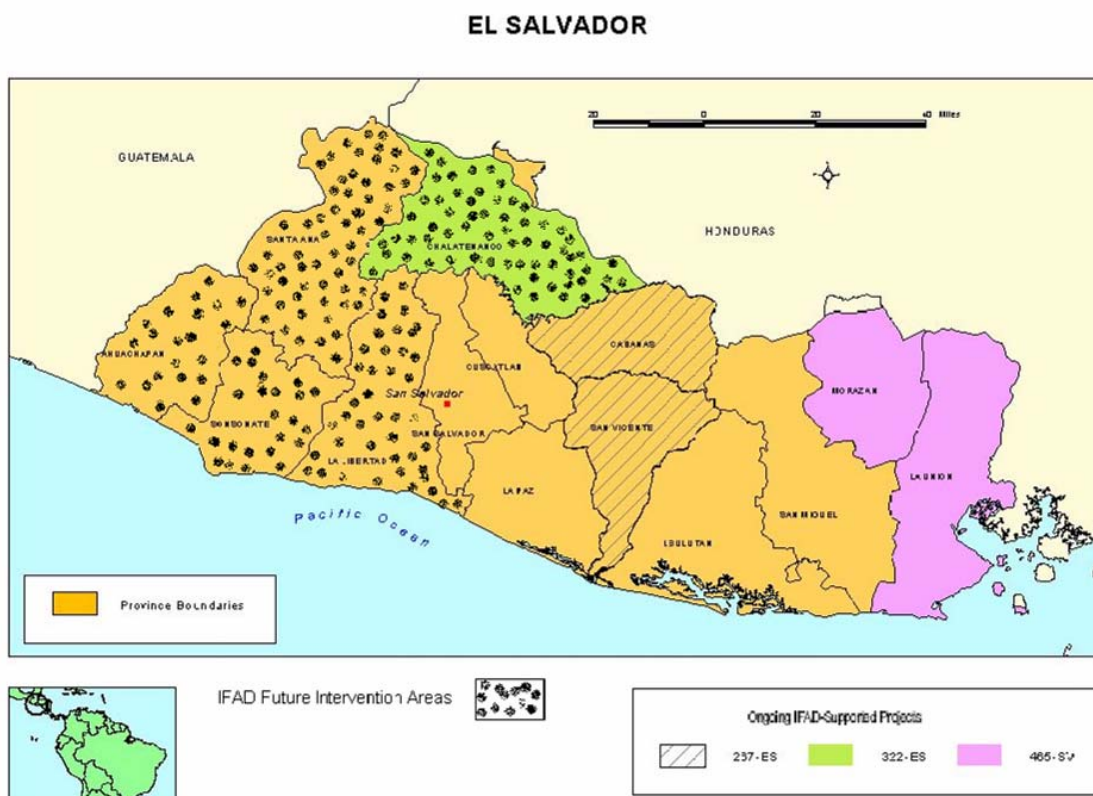 EL SALVADOR
20 0 20 40 Miles
GUATEMALA
HONDURAS
SANTA ANA
CHALATENANGO
AHUACHAPAN
CABANAS
CUSCATLAN
MORAZAN
San Salvador
SONSONATE
SAN SALVADOR
SAN VICENTE
LA LIBERTAD
LA UNION
LA PAZ
SAN MIGUEL
USULUTAN
Pacific Ocean
Province Boundaries
IFAD Future Intervention Areas
Ongoing IFAD-Supported Projects
322-ES
465-SV